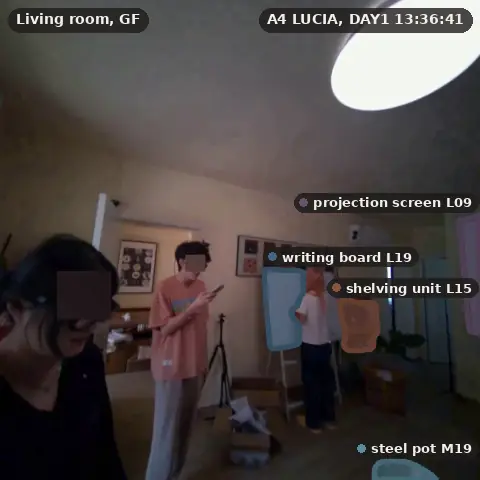 Living room, GF
A4 LUCIA, DAY1 13:36:41
projection screen L09
writing board L19
shelving unit L15
steel pot M19